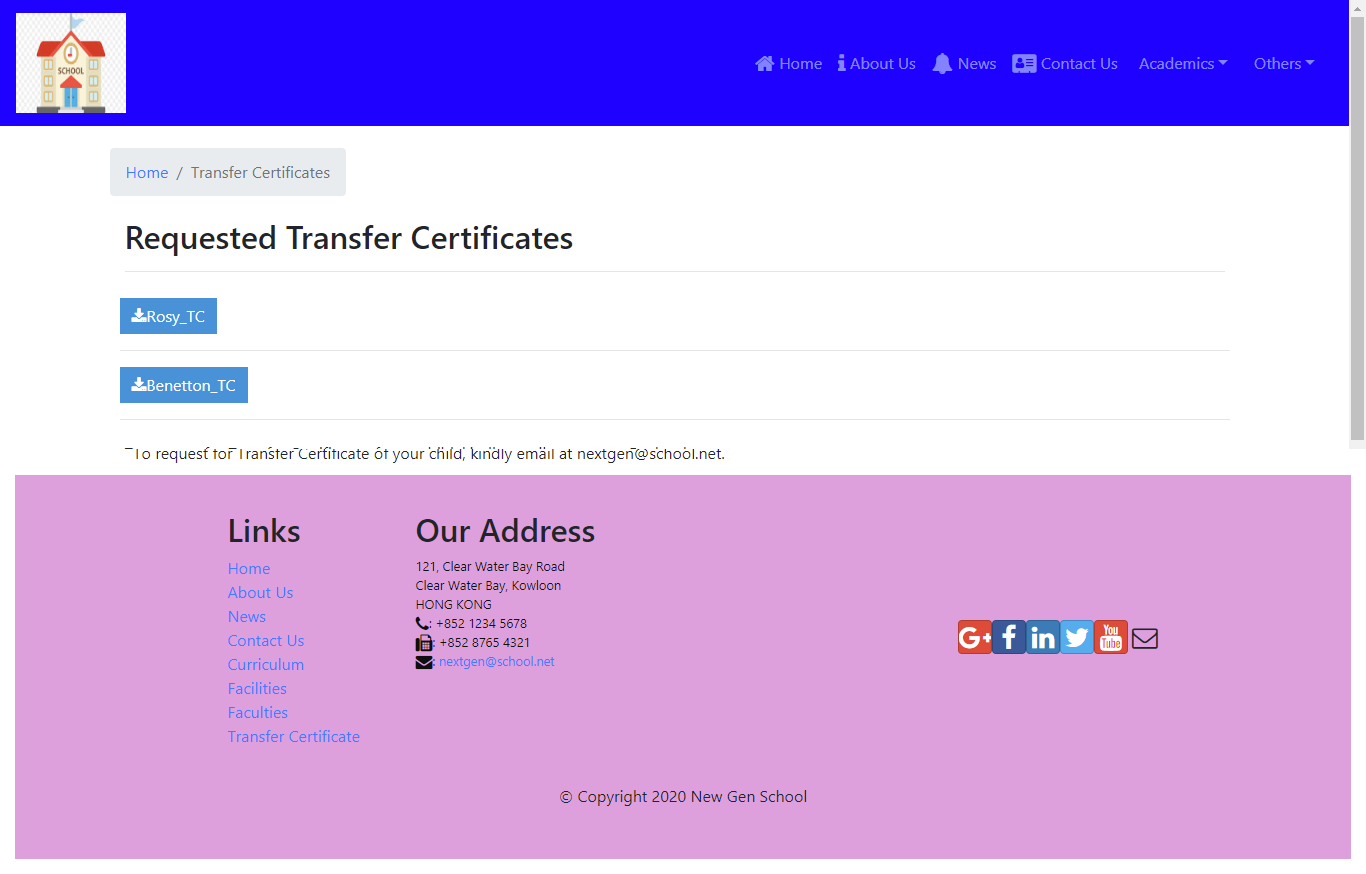 SCHOOL
Home About Us News Contact Us Academics Others
Home / Transfer Certificates
Requested Transfer Certificates
Rosy_TC
Benetton_TC
To request for Transfer Certificate of your child, kindly email at nextgen@school.net.
Links
Home
About Us
News
Contact Us
Curriculum
Facilities
Faculties
Transfer Certificate
Our Address
121, Clear Water Bay Road
Clear Water Bay, Kowloon
HONG KONG
: +852 1234 5678
: +852 8765 4321
: nextgen@school.net
G+ f in You Tube
© Copyright 2020 New Gen School